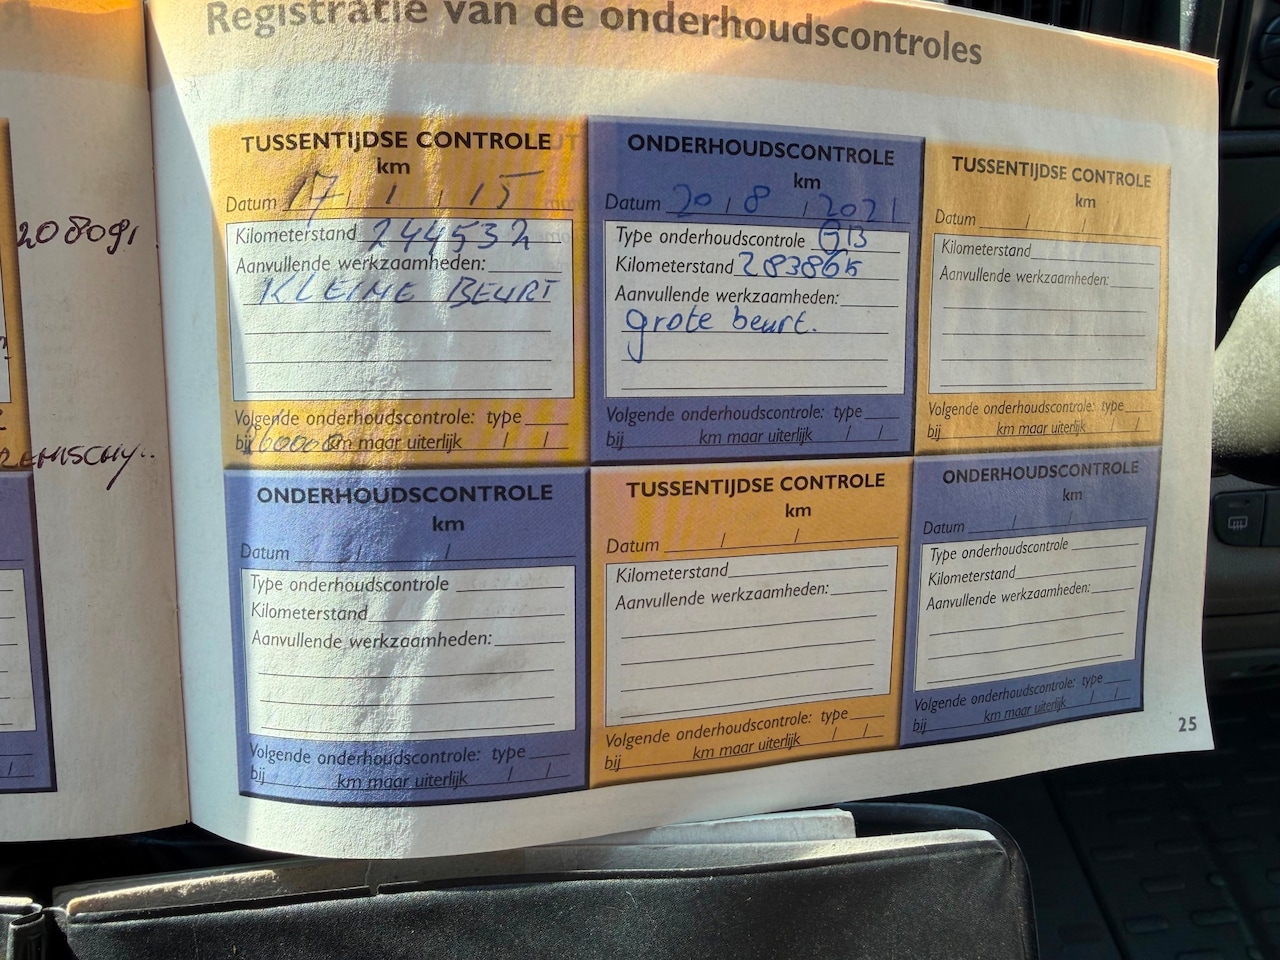 208091
REMISCHY..
Registratie van de onderhoudscontroles
TUSSENTIJDSE CONTROLE
km
Datum 17 / 1 / 15
Kilometerstand 244532
Aanvullende werkzaamheden:
KLEINE BEURT
Volgende onderhoudscontrole: type
bij 16000 km maar uiterlijk / /
ONDERHOUDSCONTROLE
km
Datum 20 / 8 / 2021
Type onderhoudscontrole
Kilometerstand
Aanvullende werkzaamheden:
grote beurt.
Volgende onderhoudscontrole: type
bij km maar uiterlijk / /
TUSSENTIJDSE CONTROLE
km
Datum / /
Kilometerstand
Aanvullende werkzaamheden:
Volgende onderhoudscontrole: type
bij km maar uiterlijk / /
ONDERHOUDSCONTROLE
km
Datum / /
Type onderhoudscontrole
Kilometerstand
Aanvullende werkzaamheden:
Volgende onderhoudscontrole: type
bij km maar uiterlijk / /
TUSSENTIJDSE CONTROLE
km
Datum / /
Kilometerstand
Aanvullende werkzaamheden:
Volgende onderhoudscontrole: type
bij km maar uiterlijk / /
ONDERHOUDSCONTROLE
km
Datum / /
Type onderhoudscontrole
Kilometerstand
Aanvullende werkzaamheden:
Volgende onderhoudscontrole: type
bij km maar uiterlijk / /
25